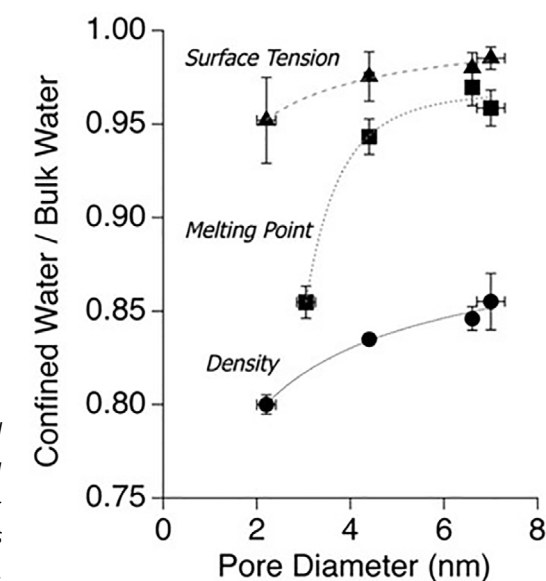 1.00
Surface Tension
0.95
0.90
Melting Point
0.85
Density
0.80
0.75
0 2 4 6 8
Pore Diameter (nm)
Confined Water / Bulk Water